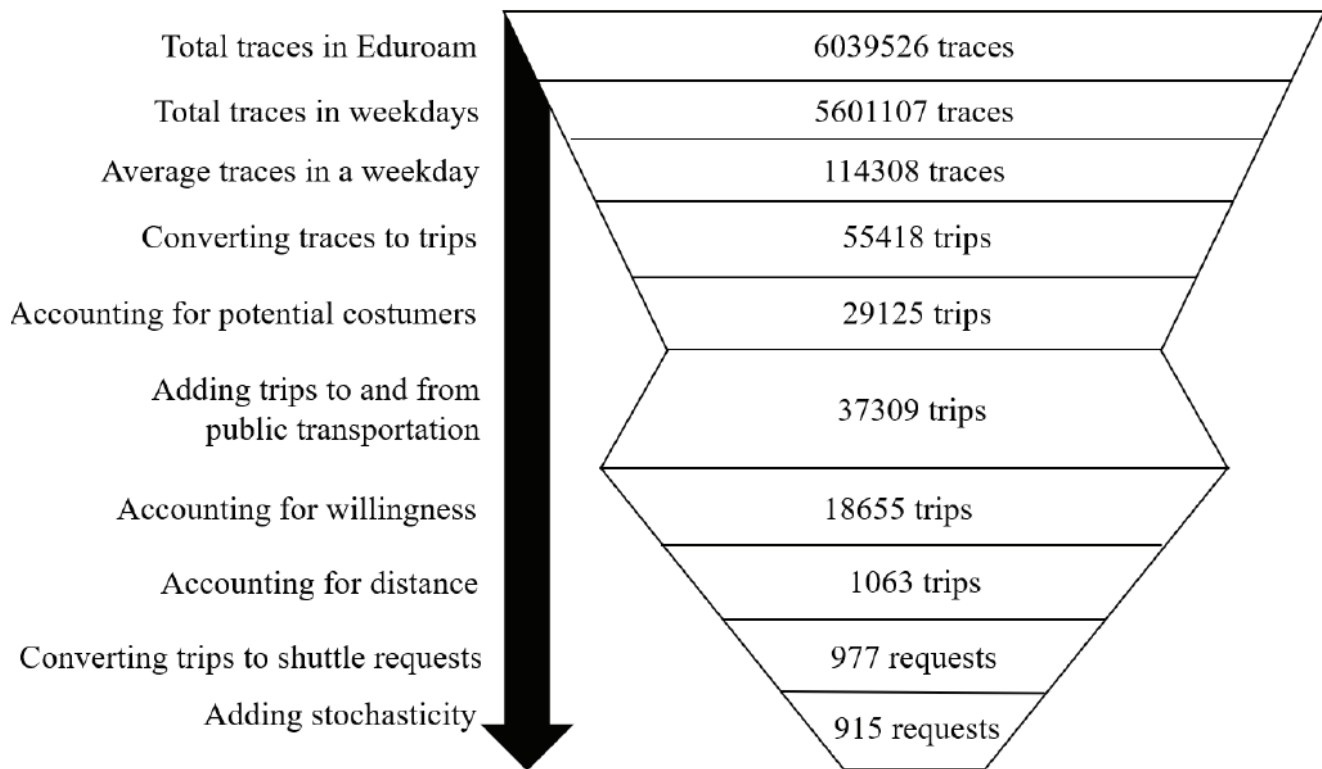 Total traces in Eduroam 6039526 traces
Total traces in weekdays 5601107 traces
Average traces in a weekday 114308 traces
Converting traces to trips 55418 trips
Accounting for potential costumers 29125 trips
Adding trips to and from
public transportation 37309 trips
Accounting for willingness 18655 trips
Accounting for distance 1063 trips
Converting trips to shuttle requests 977 requests
Adding stochasticity 915 requests